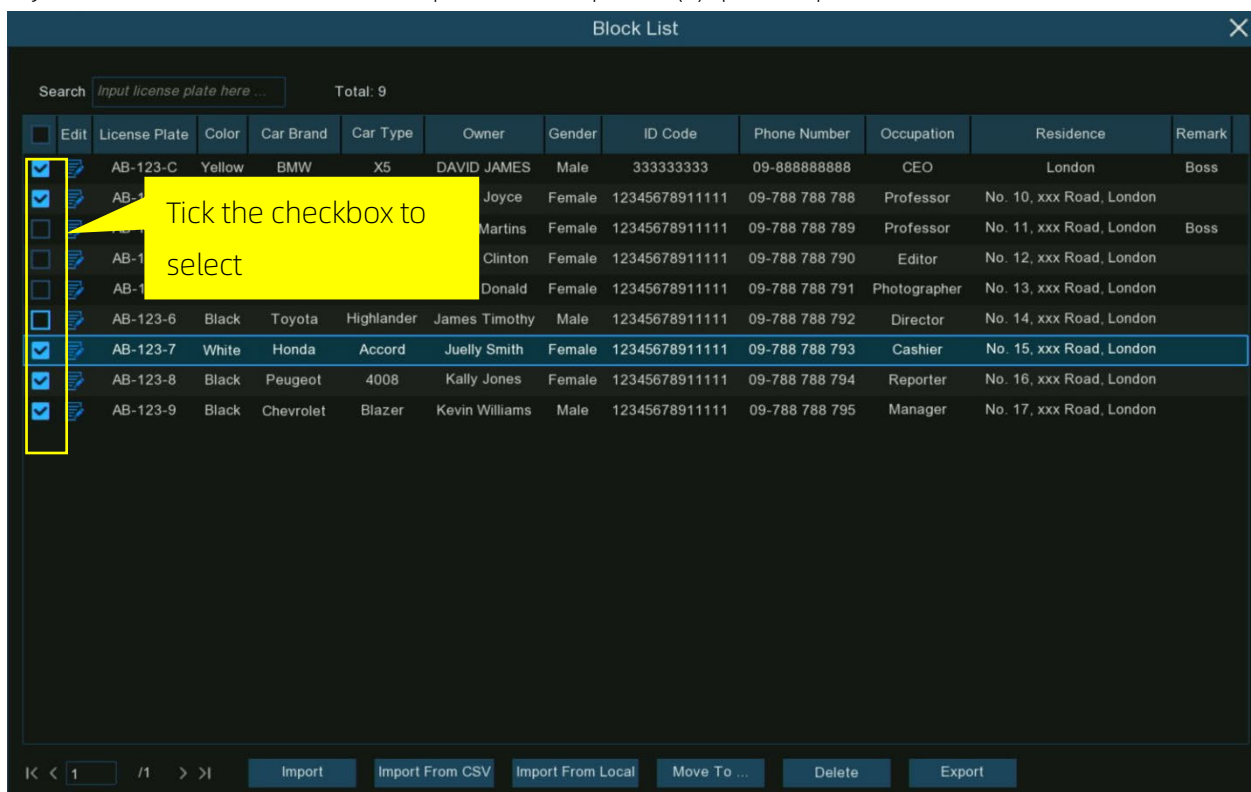 Block List
Search Input license plate here ... Total: 9
Edit License Plate Color Car Brand Car Type Owner Gender ID Code Phone Number Occupation Residence Remark
AB-123-C Yellow BMW X5 DAVID JAMES Male 333333333 09-888888888 CEO London Boss
AB-1 Joyce Female 12345678911111 09-788 788 788 Professor No. 10, xxx Road, London
Martins Female 12345678911111 09-788 788 789 Professor No. 11, xxx Road, London Boss
AB-1 Clinton Female 12345678911111 09-788 788 790 Editor No. 12, xxx Road, London
AB-1 Donald Female 12345678911111 09-788 788 791 Photographer No. 13, xxx Road, London
Tick the checkbox to
select
AB-123-6 Black Toyota Highlander James Timothy Male 12345678911111 09-788 788 792 Director No. 14, xxx Road, London
AB-123-7 White Honda Accord Juelly Smith Female 12345678911111 09-788 788 793 Cashier No. 15, xxx Road, London
AB-123-8 Black Peugeot 4008 Kally Jones Female 12345678911111 09-788 788 794 Reporter No. 16, xxx Road, London
AB-123-9 Black Chevrolet Blazer Kevin Williams Male 12345678911111 09-788 788 795 Manager No. 17, xxx Road, London
1 /1 Import Import From CSV Import From Local Move To ... Delete Export